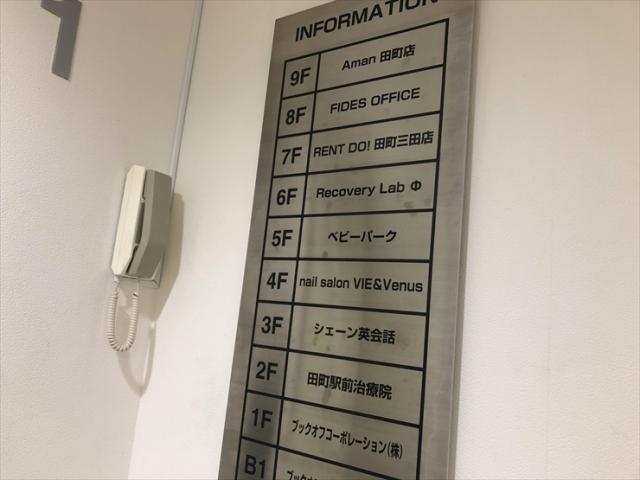 1
INFORMATION
9F Aman 田町店
8F FIDES OFFICE
7F RENT DO! 田町三田店
6F Recovery Lab Φ
5F ベビーパーク
4F nail salon VIE&Venus
3F シェーン英会話
2F 田町駅前治療院
1F ブックオフコーポレーション(株)
B1